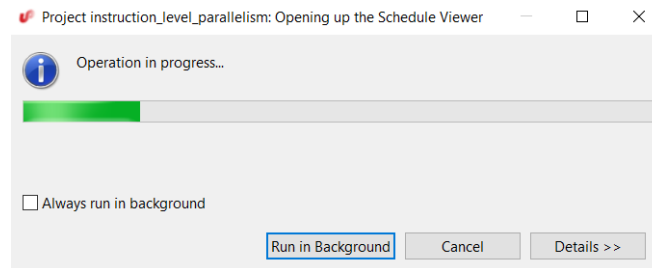 Project instruction_level_parallelism: Opening up the Schedule Viewer
Operation in progress...
Always run in background
Run in Background
Cancel
Details >>